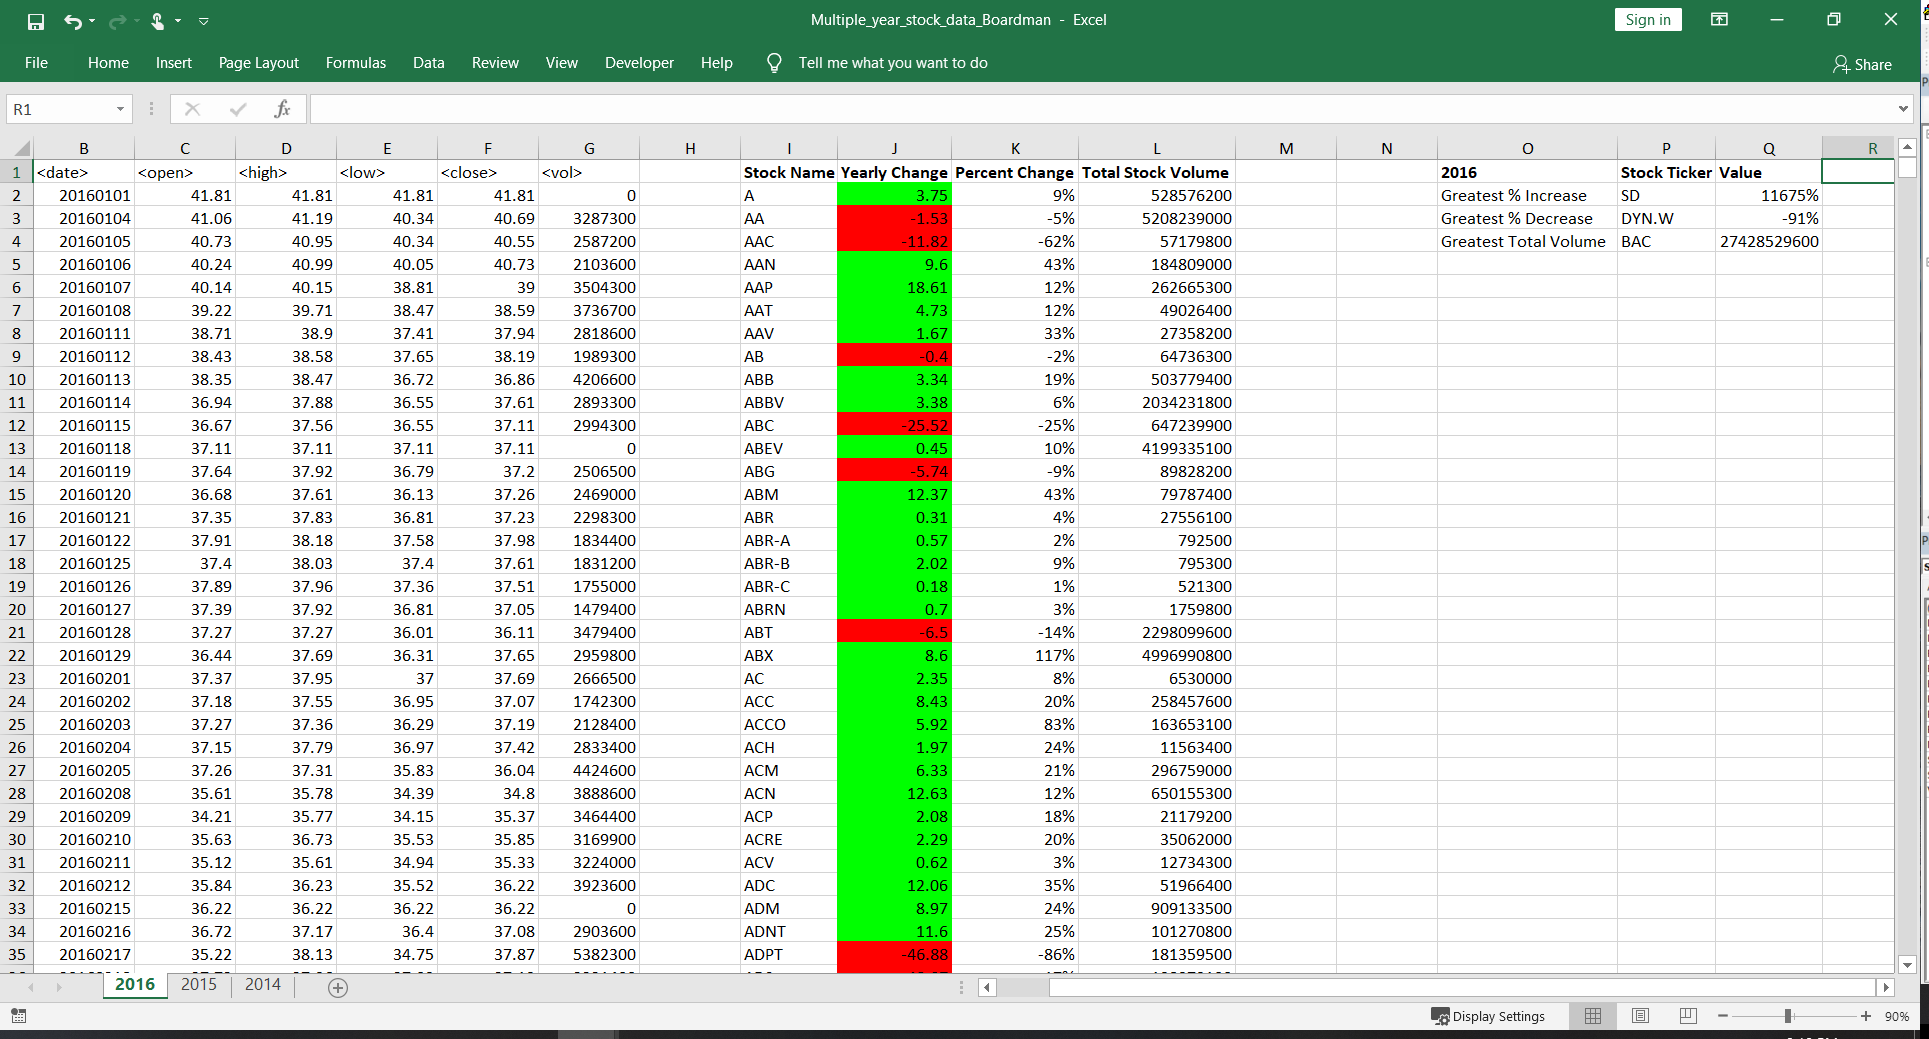 Multiple_year_stock_data_Boardman - Excel
Sign in
File Home Insert Page Layout Formulas Data Review View Developer Help Tell me what you want to do Share
R1 fx
B C D E F G H I J K L M N O P Q R
1 <date> <open> <high> <low> <close> <vol> Stock Name Yearly Change Percent Change Total Stock Volume 2016 Stock Ticker Value
2 20160101 41.81 41.81 41.81 41.81 0 A 3.75 9% 528576200 Greatest % Increase SD 11675%
3 20160104 41.06 41.19 40.34 40.69 3287300 AA -1.53 -5% 5208239000 Greatest % Decrease DYN.W -91%
4 20160105 40.73 40.95 40.34 40.55 2587200 AAC -11.82 -62% 57179800 Greatest Total Volume BAC 27428529600
5 20160106 40.24 40.99 40.05 40.73 2103600 AAN 9.6 43% 184809000
6 20160107 40.14 40.15 38.81 39 3504300 AAP 18.61 12% 262665300
7 20160108 39.22 39.71 38.47 38.59 3736700 AAT 4.73 12% 49026400
8 20160111 38.71 38.9 37.41 37.94 2818600 AAV 1.67 33% 27358200
9 20160112 38.43 38.58 37.65 38.19 1989300 AB -0.4 -2% 64736300
10 20160113 38.35 38.47 36.72 36.86 4206600 ABB 3.34 19% 503779400
11 20160114 36.94 37.88 36.55 37.61 2893300 ABBV 3.38 6% 2034231800
12 20160115 36.67 37.56 36.55 37.11 2994300 ABC -25.52 -25% 647239900
13 20160118 37.11 37.11 37.11 37.11 0 ABEV 0.45 10% 4199335100
14 20160119 37.64 37.92 36.79 37.2 2506500 ABG -5.74 -9% 89828200
15 20160120 36.68 37.61 36.13 37.26 2469000 ABM 12.37 43% 79787400
16 20160121 37.35 37.83 36.81 37.23 2298300 ABR 0.31 4% 27556100
17 20160122 37.91 38.18 37.58 37.98 1834400 ABR-A 0.57 2% 792500
18 20160125 37.4 38.03 37.4 37.61 1831200 ABR-B 2.02 9% 795300
19 20160126 37.89 37.96 37.36 37.51 1755000 ABR-C 0.18 1% 521300
20 20160127 37.39 37.92 36.81 37.05 1479400 ABRN 0.7 3% 1759800
21 20160128 37.27 37.27 36.01 36.11 3479400 ABT -6.5 -14% 2298099600
22 20160129 36.44 37.69 36.31 37.65 2959800 ABX 8.6 117% 4996990800
23 20160201 37.37 37.95 37 37.69 2666500 AC 2.35 8% 6530000
24 20160202 37.18 37.55 36.95 37.07 1742300 ACC 8.43 20% 258457600
25 20160203 37.27 37.36 36.29 37.19 2128400 ACCO 5.92 83% 163653100
26 20160204 37.15 37.79 36.97 37.42 2833400 ACH 1.97 24% 11563400
27 20160205 37.26 37.31 35.83 36.04 4424600 ACM 6.33 21% 296759000
28 20160208 35.61 35.78 34.39 34.8 3888600 ACN 12.63 12% 650155300
29 20160209 34.21 35.77 34.15 35.37 3464400 ACP 2.08 18% 21179200
30 20160210 35.63 36.73 35.53 35.85 3169900 ACRE 2.29 20% 35062000
31 20160211 35.12 35.61 34.94 35.33 3224000 ACV 0.62 3% 12734300
32 20160212 35.84 36.23 35.52 36.22 3923600 ADC 12.06 35% 51966400
33 20160215 36.22 36.22 36.22 36.22 0 ADM 8.97 24% 909133500
34 20160216 36.72 37.17 36.4 37.08 2903600 ADNT 11.6 25% 101270800
35 20160217 35.22 38.13 34.75 37.87 5382300 ADPT -46.88 -86% 181359500
2016 2015 2014
Display Settings 90%